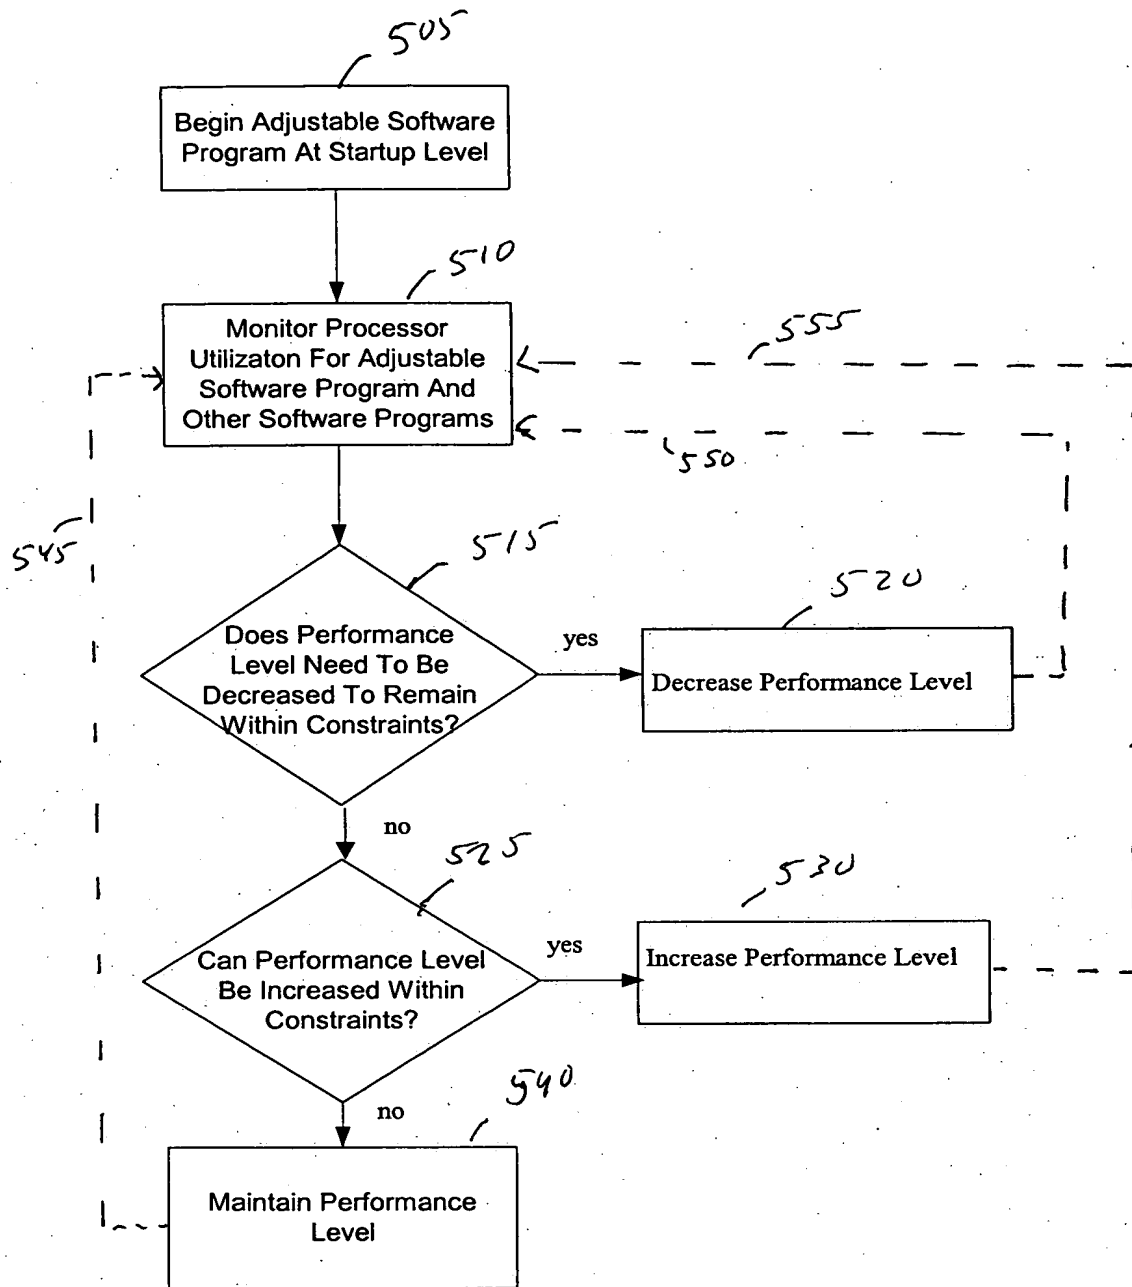 505
Begin Adjustable Software
Program At Startup Level
510
Monitor Processor
Utilizaton For Adjustable
Software Program And
Other Software Programs
555
550
545
515
Does Performance
Level Need To Be
Decreased To Remain
Within Constraints?
yes
520
Decrease Performance Level
no
525
Can Performance Level
Be Increased Within
Constraints?
yes
530
Increase Performance Level
no
540
Maintain Performance
Level